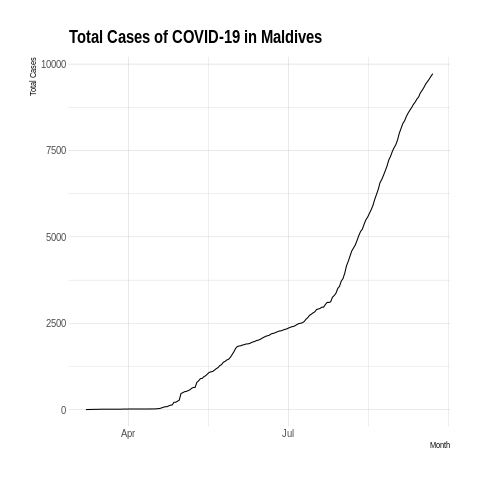 Total Cases of COVID-19 in Maldives
Total Cases
10000
7500
5000
2500
0
Apr
Jul
Month